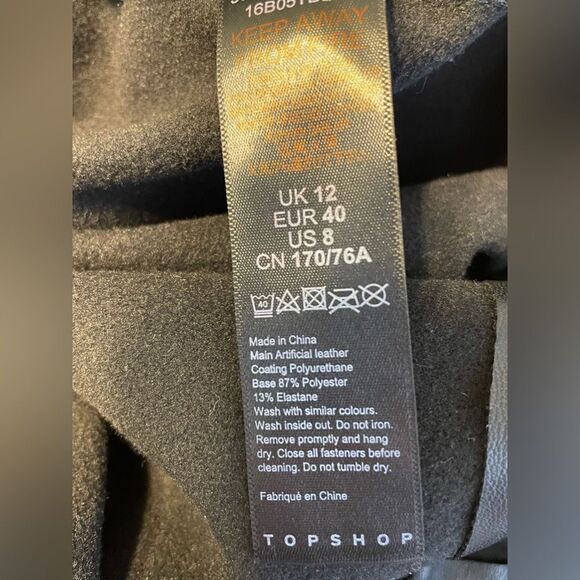 KEEP AWAY
UK 12
EUR 40
US 8
CN 170/76A
40
Made in China
Main Artificial leather
Coating Polyurethane
Base 87% Polyester
13% Elastane
Wash with similar colours.
Wash inside out. Do not iron.
Remove promptly and hang
dry. Close all fasteners before
cleaning. Do not tumble dry.
Fabriqué en Chine
TOPSHOP